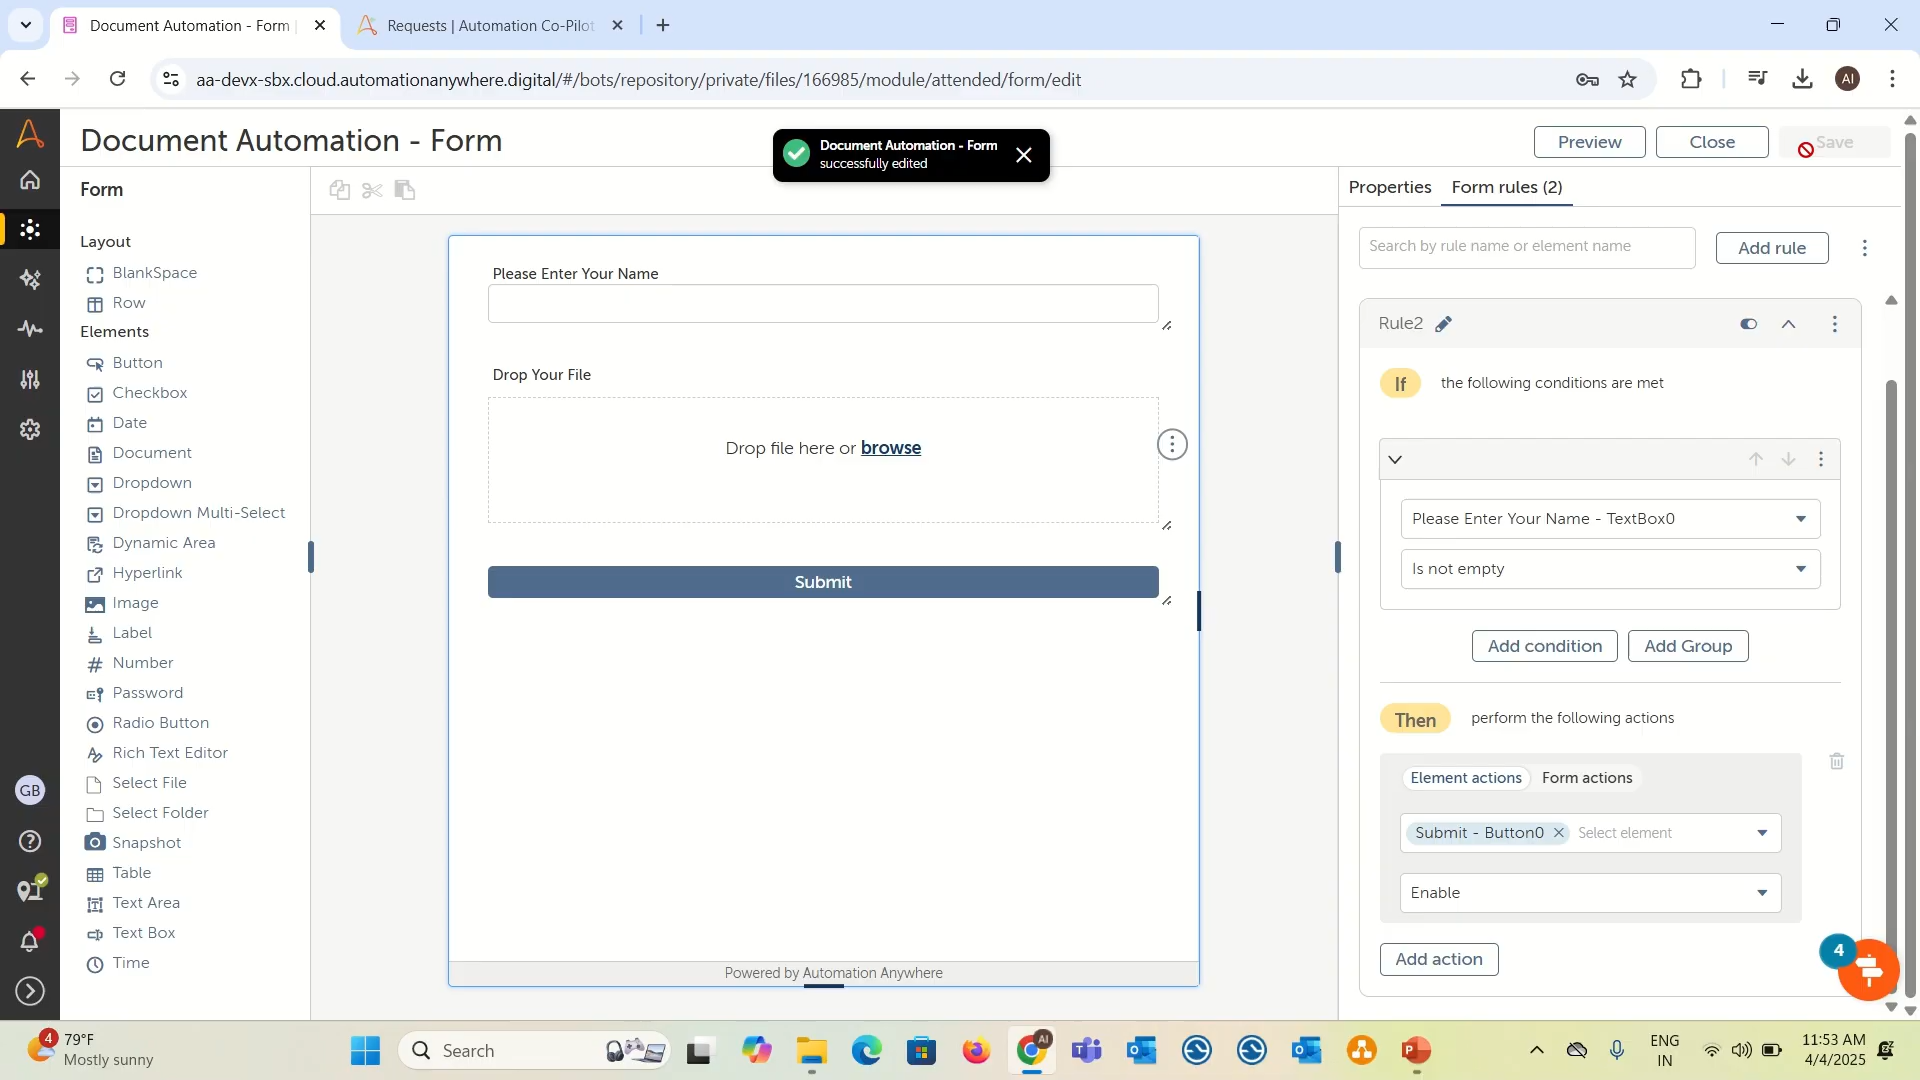 Document Automation - Form
Requests | Automation Co-Pilot
aa-devx-sbx.cloud.automationanywhere.digital/#/bots/repository/private/files/166985/module/attended/form/edit
AI
Document Automation - Form
Document Automation - Form
successfully edited
Preview
Close
Save
Form
Properties
Form rules (2)
Search by rule name or element name
Add rule
Layout
BlankSpace
Row
Elements
Button
Checkbox
Date
Document
Dropdown
Dropdown Multi-Select
Dynamic Area
Hyperlink
Image
Label
Number
Password
Radio Button
Rich Text Editor
Select File
Select Folder
Snapshot
Table
Text Area
Text Box
Time
GB
Please Enter Your Name
Drop Your File
Drop file here or browse
Submit
Powered by Automation Anywhere
Rule2
If the following conditions are met
Please Enter Your Name - TextBox0
Is not empty
Add condition
Add Group
Then perform the following actions
Element actions
Form actions
Submit - Button0
Select element
Enable
Add action
4
4
79°F
Mostly sunny
Search
AI
ENG
IN
11:53 AM
4/4/2025